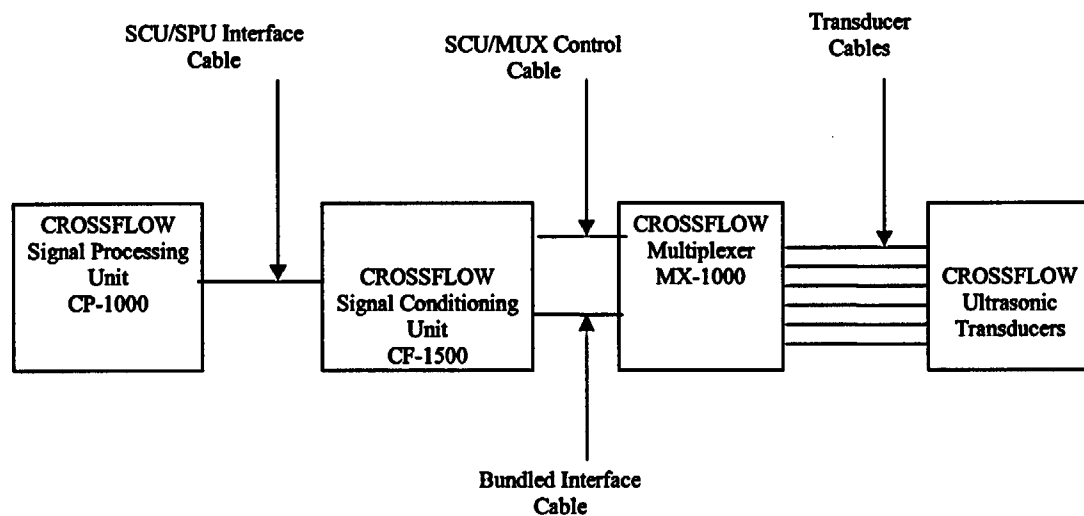 SCU/SPU Interface
Cable
SCU/MUX Control
Cable
Transducer
Cables
CROSSFLOW
Signal Processing
Unit
CP-1000
CROSSFLOW
Signal Conditioning
Unit
CF-1500
CROSSFLOW
Multiplexer
MX-1000
CROSSFLOW
Ultrasonic
Transducers
Bundled Interface
Cable